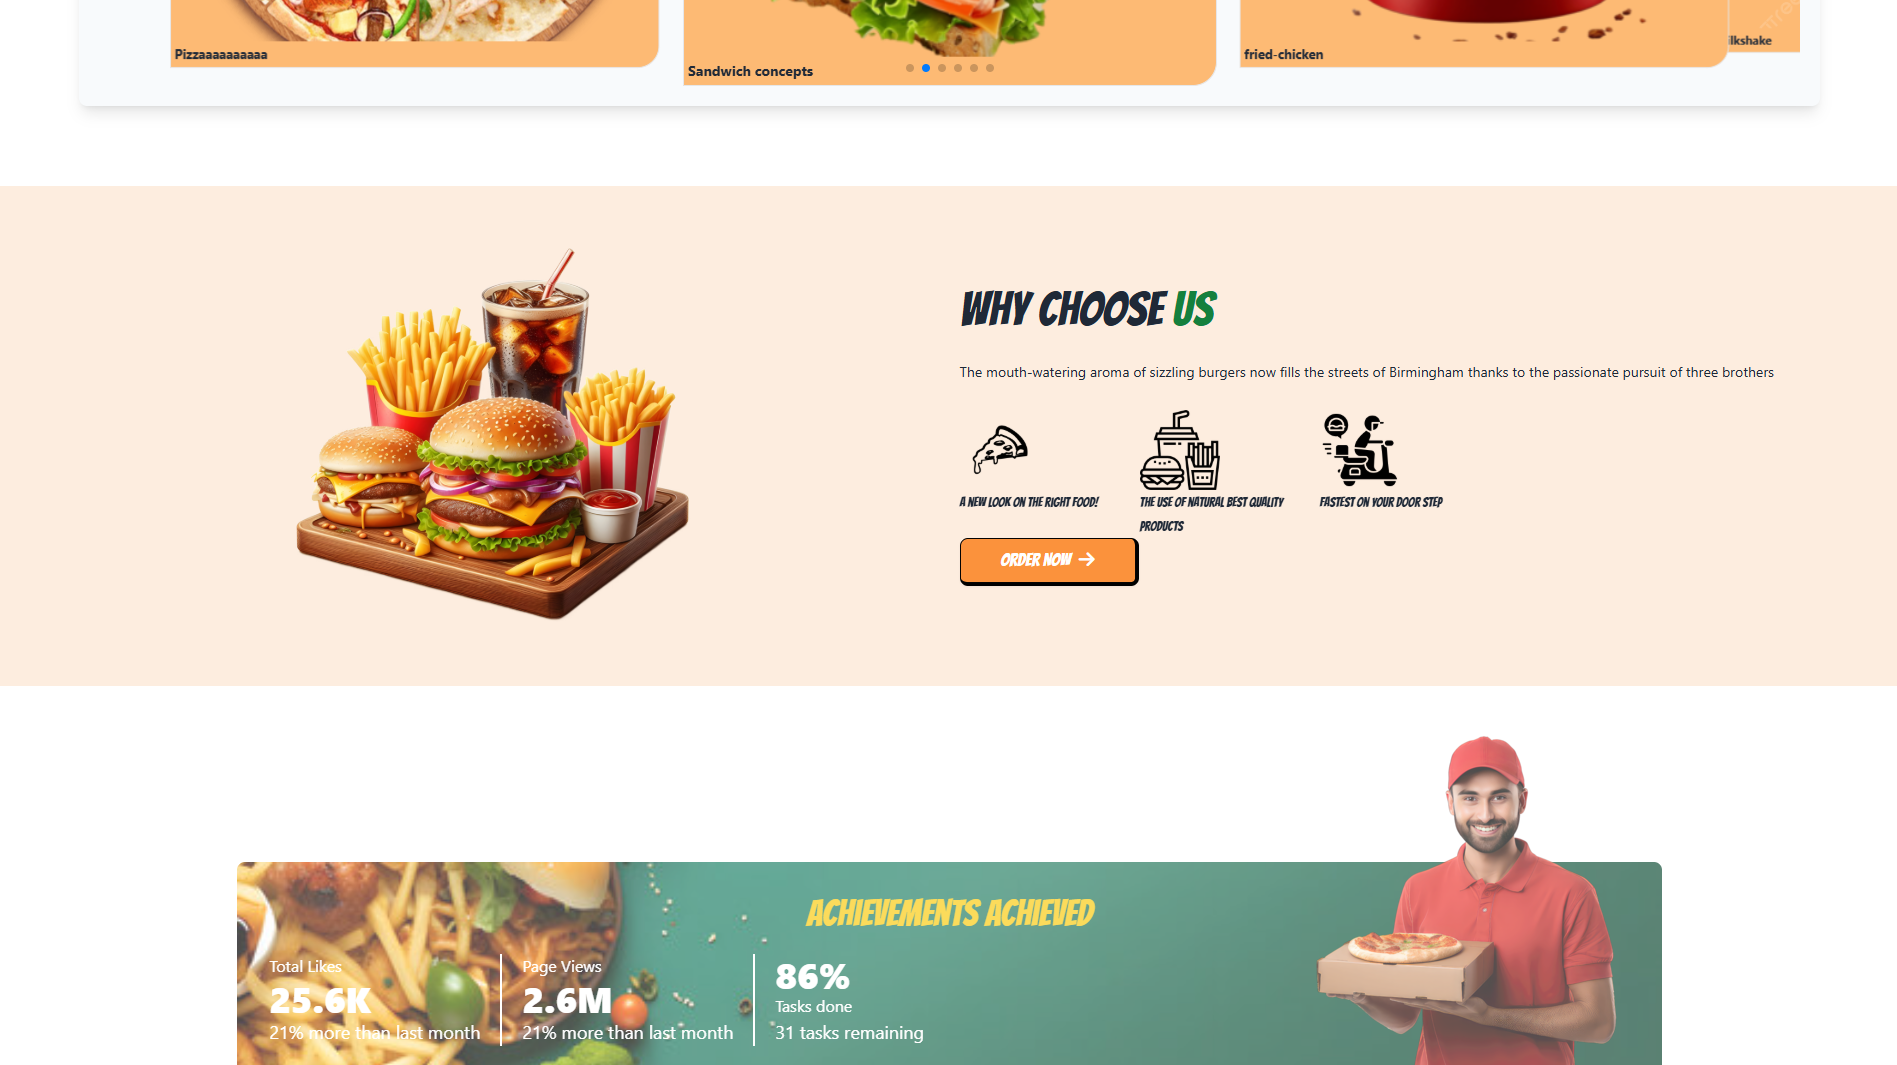 Pizzaaaaaaaaaa
Sandwich concepts
fried-chicken
ilkshake
WHY CHOOSE US
The mouth-watering aroma of sizzling burgers now fills the streets of Birmingham thanks to the passionate pursuit of three brothers
A NEW LOOK ON THE RIGHT FOOD!
THE USE OF NATURAL BEST QUALITY
PRODUCTS
FASTEST ON YOUR DOOR STEP
ORDER NOW
ACHIEVEMENTS ACHIEVED
Total Likes
25.6K
21% more than last month
Page Views
2.6M
21% more than last month
86%
Tasks done
31 tasks remaining